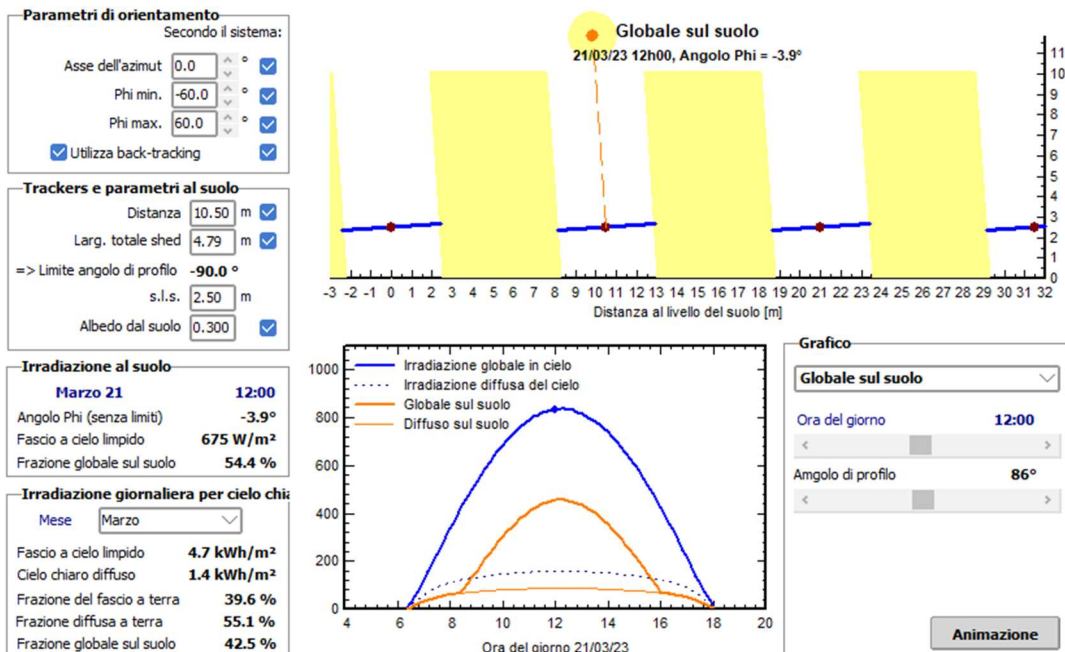 Parametri di orientamento
Secondo il sistema:
Asse dell'azimut 0.0 °
Phi min. -60.0 °
Phi max. 60.0 °
Utilizza back-tracking
Trackers e parametri al suolo
Distanza 10.50 m
Larg. totale shed 4.79 m
=> Limite angolo di profilo -90.0 °
s.l.s. 2.50 m
Albedo dal suolo 0.300
Irradiazione al suolo
Marzo 21 12:00
Angolo Phi (senza limiti) -3.9°
Fascio a cielo limpido 675 W/m²
Frazione globale sul suolo 54.4 %
Irradiazione giornaliera per cielo chia
Mese Marzo
Fascio a cielo limpido 4.7 kWh/m²
Cielo chiaro diffuso 1.4 kWh/m²
Frazione del fascio a terra 39.6 %
Frazione diffusa a terra 55.1 %
Frazione globale sul suolo 42.5 %
Globale sul suolo
21/03/23 12h00, Angolo Phi = -3.9°
11
10
9
8
7
6
5
4
3
2
1
0
-3 -2 -1 0 1 2 3 4 5 6 7 8 9 10 11 12 13 14 15 16 17 18 19 20 21 22 23 24 25 26 27 28 29 30 31 32
Distanza al livello del suolo [m]
1000
800
600
400
200
0
Irradiazione globale in cielo
Irradiazione diffusa del cielo
Globale sul suolo
Diffuso sul suolo
4 6 8 10 12 14 16 18 20
Ora del giorno 21/03/23
Grafico
Globale sul suolo
Ora del giorno 12:00
Amgolo di profilo 86°
Animazione